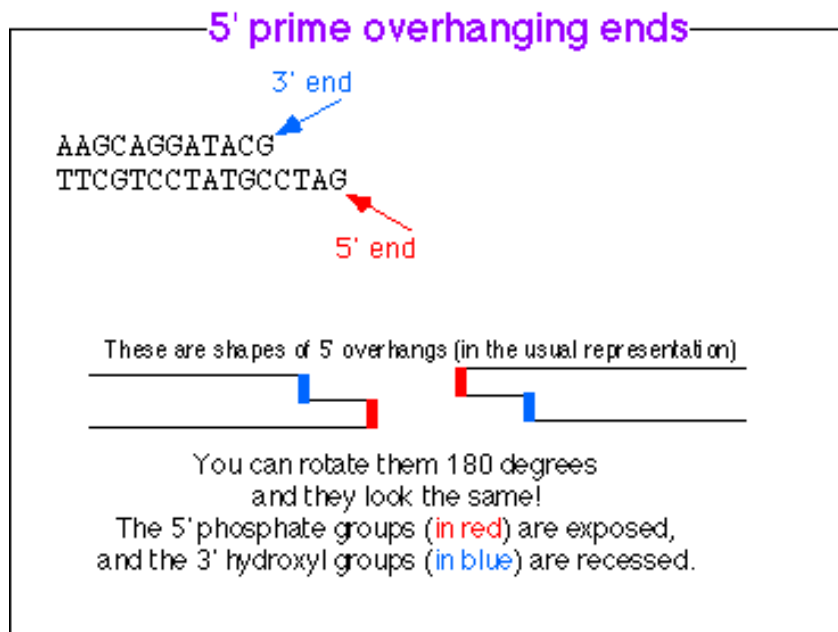 5' prime overhanging ends
3' end
AAGCAGGATACG
TTCGTCCTATGCCTAG
5' end
These are shapes of 5' overhangs (in the usual representation)
You can rotate them 180 degrees
and they look the same!
The 5' phosphate groups (in red) are exposed,
and the 3' hydroxyl groups (in blue) are recessed.